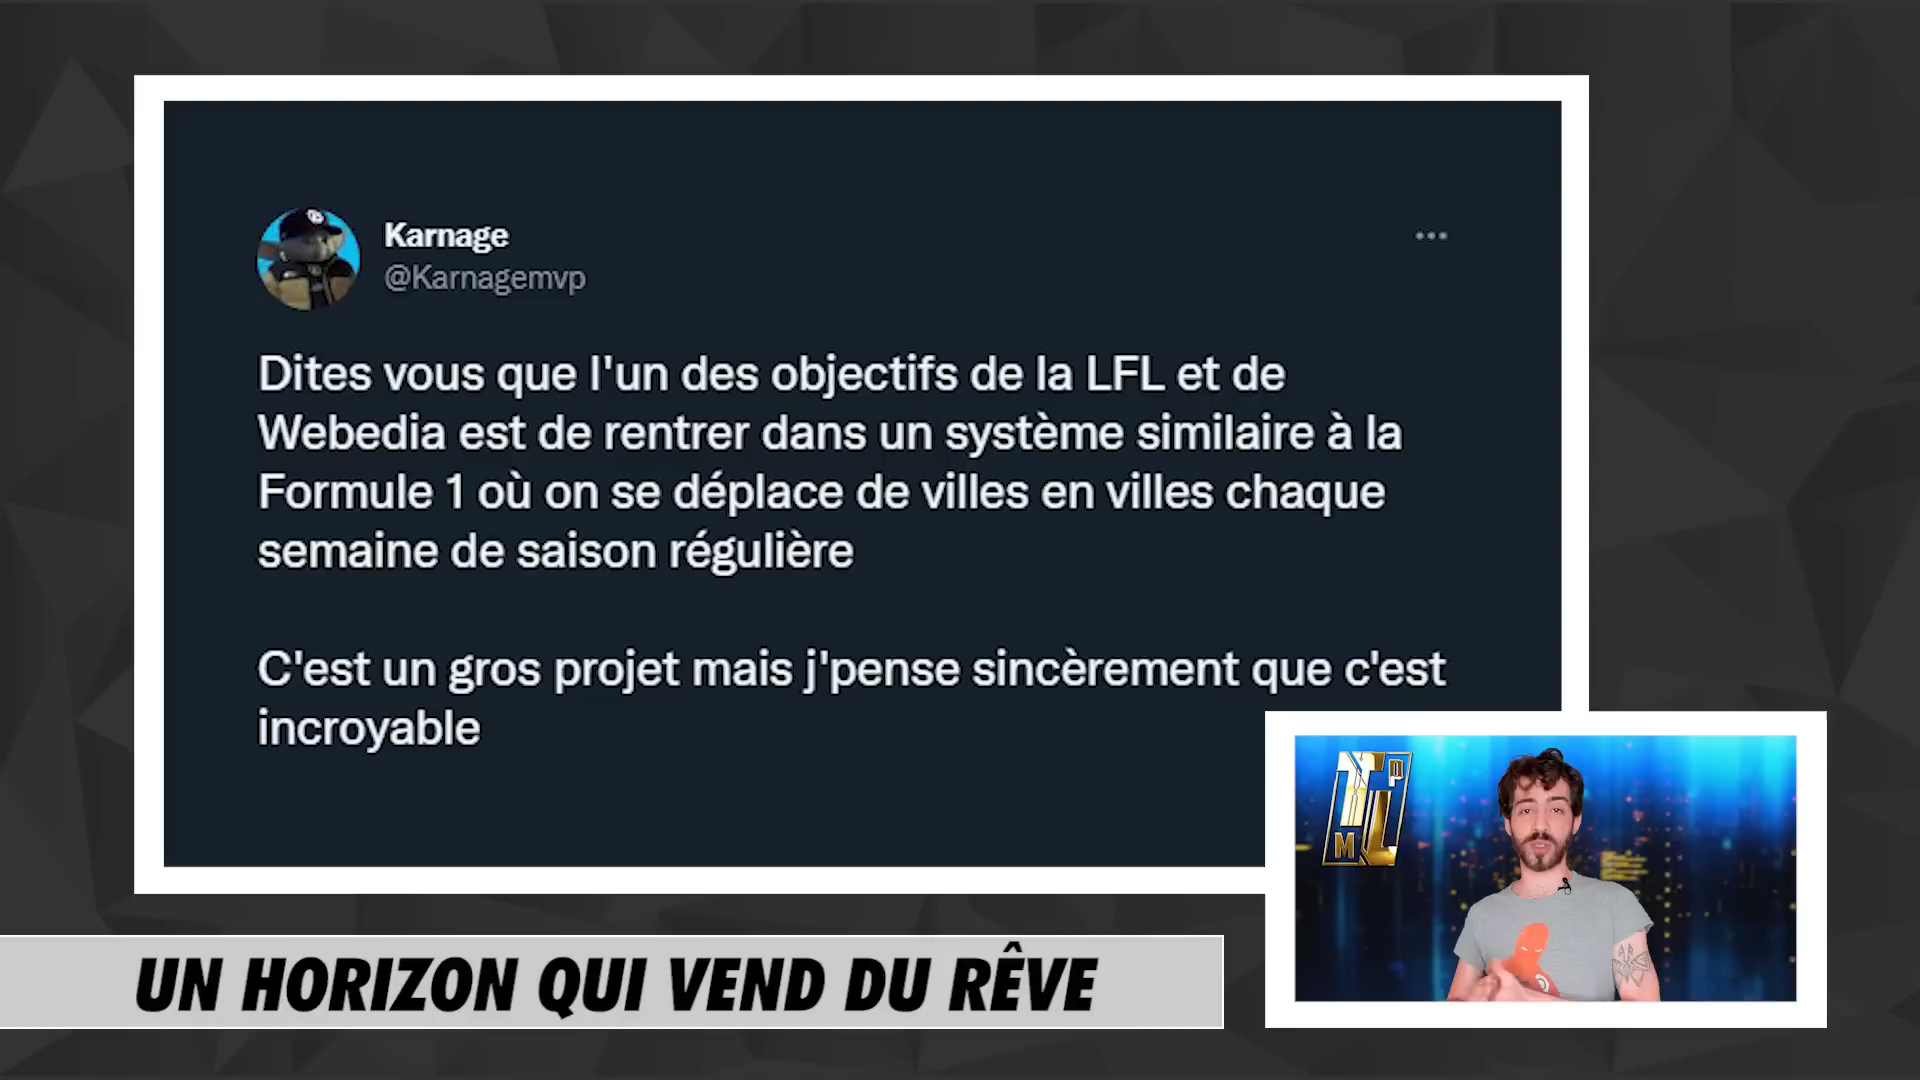 Karnage
@Karnagemvp
Dites vous que l'un des objectifs de la LFL et de
Webedia est de rentrer dans un système similaire à la
Formule 1 où on se déplace de villes en villes chaque
semaine de saison régulière
C'est un gros projet mais j'pense sincèrement que c'est
incroyable
UN HORIZON QUI VEND DU RÊVE